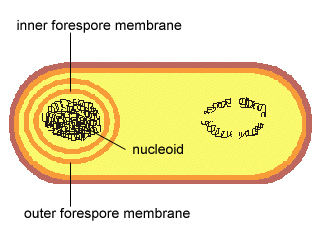 inner forespore membrane
nucleoid
outer forespore membrane